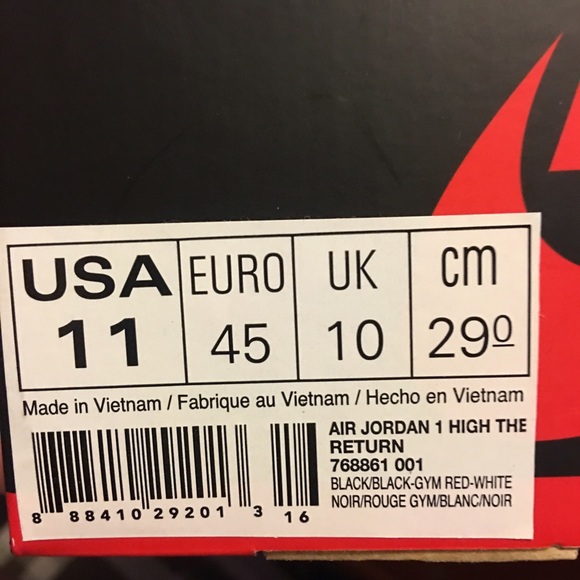 USA EURO UK cm
11 45 10 290
Made in Vietnam / Fabrique au Vietnam / Hecho en Vietnam
AIR JORDAN 1 HIGH THE
RETURN
768861 001
BLACK/BLACK-GYM RED-WHITE
NOIR/ROUGE GYM/BLANC/NOIR
8 88410 29201 3 16